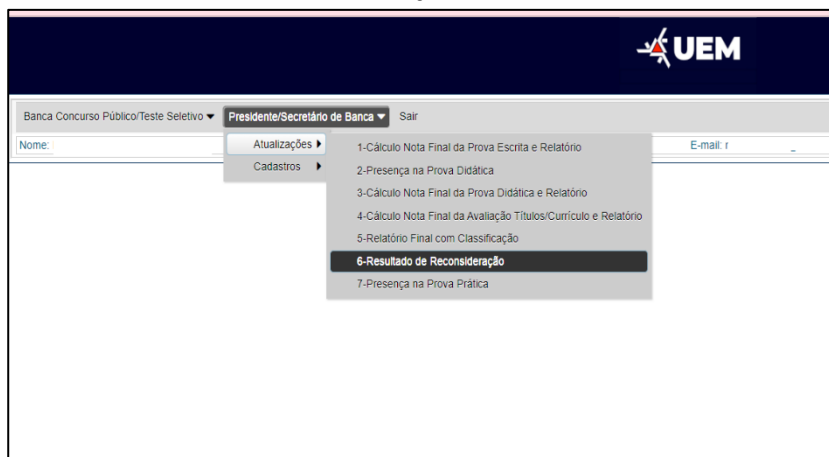 UEM
Banca Concurso Público/Teste Seletivo Presidente/Secretário de Banca Sair
Nome: E-mail: r
Atualizações
Cadastros
1-Cálculo Nota Final da Prova Escrita e Relatório
2-Presença na Prova Didática
3-Cálculo Nota Final da Prova Didática e Relatório
4-Cálculo Nota Final da Avaliação Títulos/Currículo e Relatório
5-Relatório Final com Classificação
6-Resultado de Reconsideração
7-Presença na Prova Prática